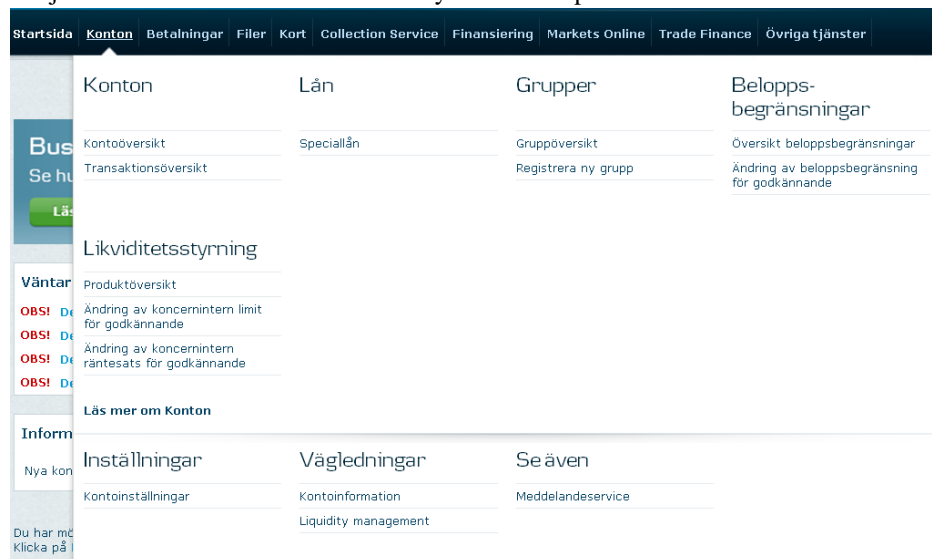 Startsida Konton Betalningar Filer Kort Collection Service Finansiering Markets Online Trade Finance Övriga tjänster
Konton Lån Grupper Belopps-
begränsningar
Kontoöversikt Speciallån Gruppöversikt Översikt beloppsbegränsningar
Transaktionsöversikt Registrera ny grupp Ändring av beloppsbegränsning
för godkännande
Bus
Se hu
Läs
Likviditetsstyrning
Väntar Produktöversikt
OBS! De Ändring av koncernintern limit
för godkännande
OBS! De
OBS! De Ändring av koncernintern
räntesats för godkännande
OBS! De
Läs mer om Konton
Inform
Inställningar Vägledningar Se även
Nya kon
Kontoinställningar Kontoinformation Meddelandeservice
Liquidity management
Du har mö
Klicka på